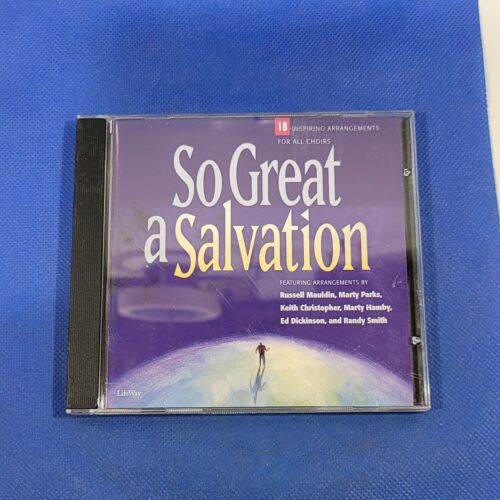 10 INSPIRING ARRANGEMENTS
FOR ALL CHOIRS
So Great
a Salvation
FEATURING ARRANGEMENTS BY
Russell Mauldin, Marty Parks,
Keith Christopher, Marty Hamby,
Ed Dickinson, and Randy Smith
LifeWay